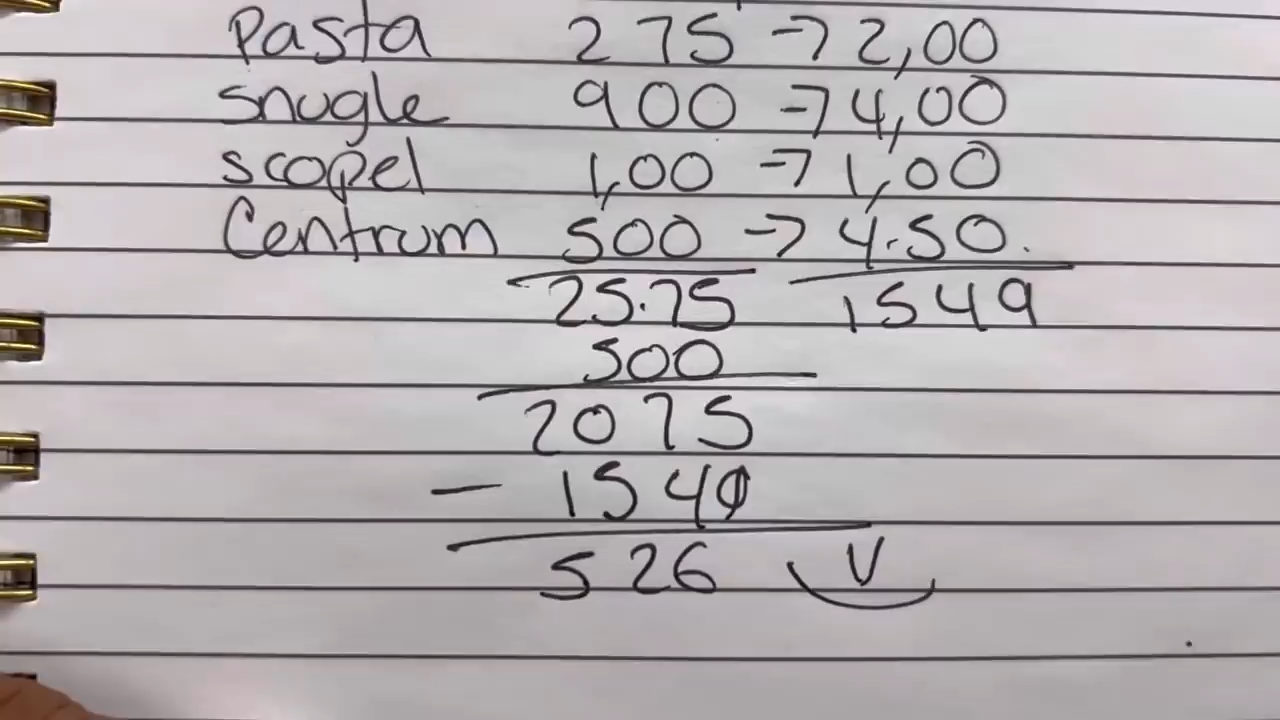 Pasta 275 → 2,00
Snugle 900 → 4,00
scopel 1,00 → 1,00
Centrum 500 → 4.50.
25.75 1549
500
2075
- 1549
526